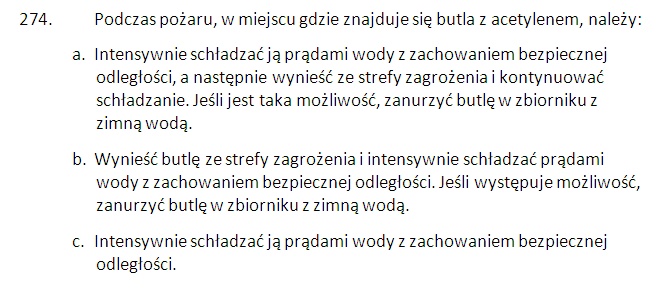 274. Podczas pożaru, w miejscu gdzie znajduje się butla z acetylenem, należy:
a. Intensywnie schładzać ją prądami wody z zachowaniem bezpiecznej
odległości, a następnie wynieść ze strefy zagrożenia i kontynuować
schładzanie. Jeśli jest taka możliwość, zanurzyć butlę w zbiorniku z
zimną wodą.
b. Wynieść butlę ze strefy zagrożenia i intensywnie schładzać prądami
wody z zachowaniem bezpiecznej odległości. Jeśli występuje możliwość,
zanurzyć butlę w zbiorniku z zimną wodą.
c. Intensywnie schładzać ją prądami wody z zachowaniem bezpiecznej
odległości.